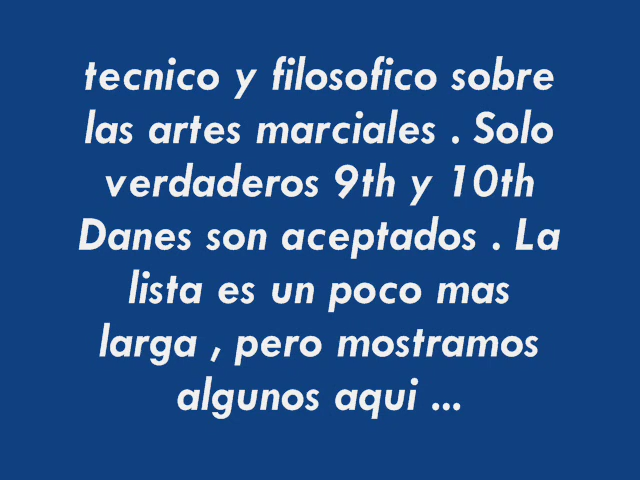 tecnico y filosofico sobre
las artes marciales . Solo
verdaderos 9th y 10th
Danes son aceptados . La
lista es un poco mas
larga , pero mostramos
algunos aqui ...